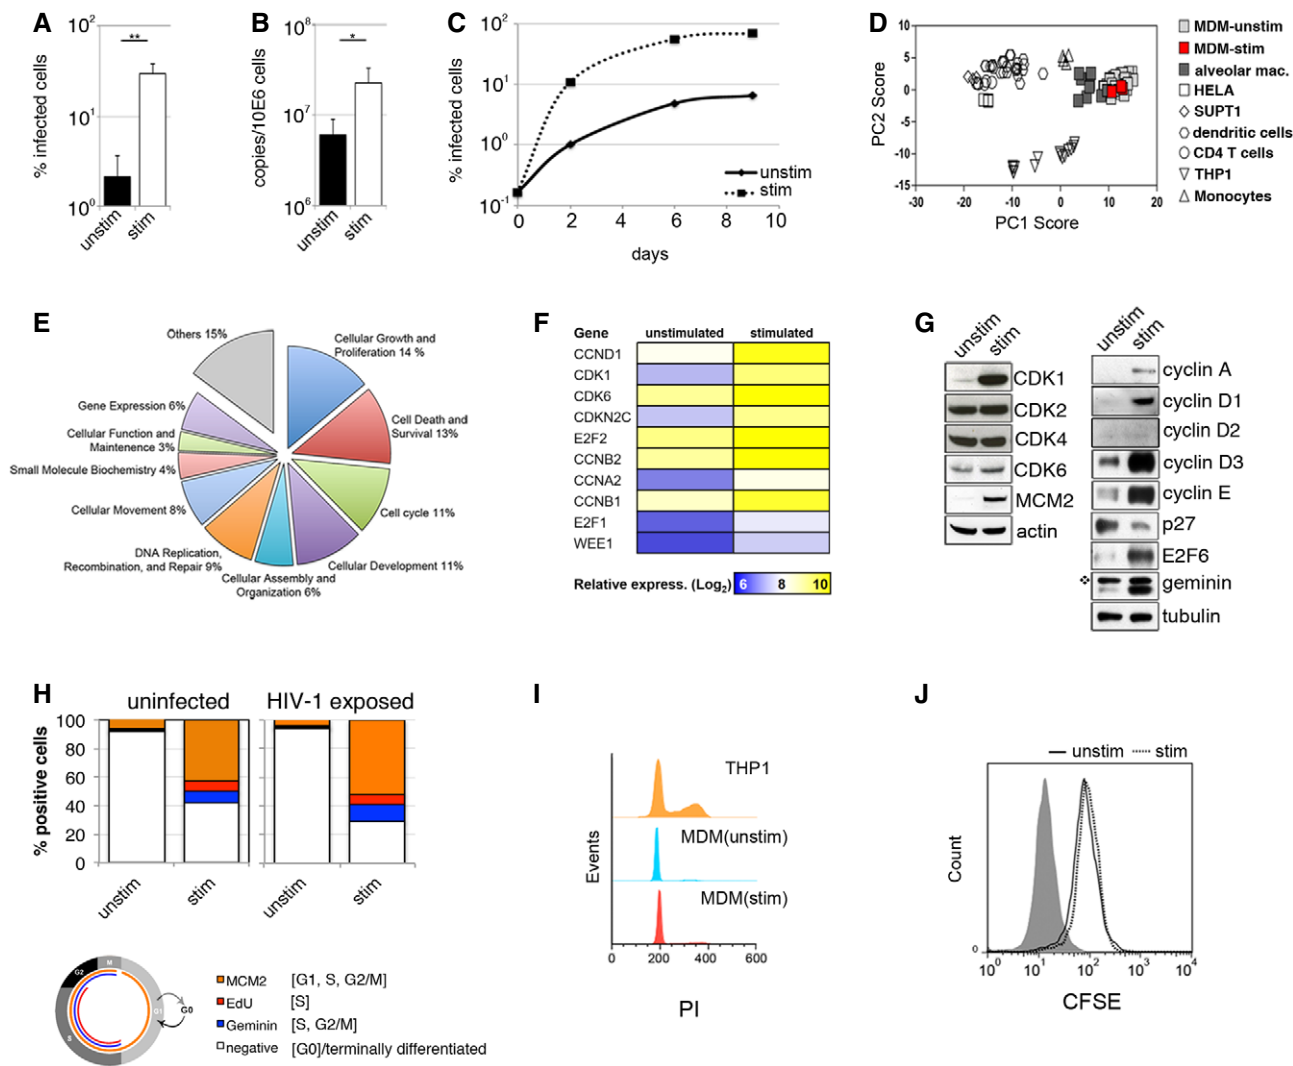 A
% infected cells
10²
10¹
10⁰
**
unstim
stim
B
copies/10E6 cells
10⁸
10⁷
10⁶
*
unstim
stim
C
% infected cells
10²
10¹
10⁰
10⁻¹
0 2 4 6 8 10
days
unstim
stim
D
PC2 Score
10
5
0
-5
-10
-15
-30 -20 -10 0 10 20
PC1 Score
MDM-unstim
MDM-stim
alveolar mac.
HELA
SUPT1
dendritic cells
CD4 T cells
THP1
Monocytes
E
Others 15%
Cellular Growth and
Proliferation 14 %
Cell Death and
Survival 13%
Cell cycle 11%
Cellular Development 11%
Cellular Assembly and
Organization 6%
DNA Replication,
Recombination, and Repair 9%
Cellular Movement 8%
Small Molecule Biochemistry 4%
Cellular Function and
Maintenence 3%
Gene Expression 6%
F
Gene unstimulated stimulated
CCND1
CDK1
CDK6
CDKN2C
E2F2
CCNB2
CCNA2
CCNB1
E2F1
WEE1
Relative express. (Log₂) 6 8 10
G
unstim
stim
CDK1
CDK2
CDK4
CDK6
MCM2
actin
unstim
stim
cyclin A
cyclin D1
cyclin D2
cyclin D3
cyclin E
p27
E2F6
geminin
tubulin
H
uninfected HIV-1 exposed
% positive cells
100
80
60
40
20
0
unstim
stim
unstim
stim
M
G2
G1
G0
S
MCM2 [G1, S, G2/M]
EdU [S]
Geminin [S, G2/M]
negative [G0]/terminally differentiated
I
Events
THP1
MDM(unstim)
MDM(stim)
0 200 400 600
PI
J
unstim stim
Count
0
10⁰ 10¹ 10² 10³ 10⁴
CFSE